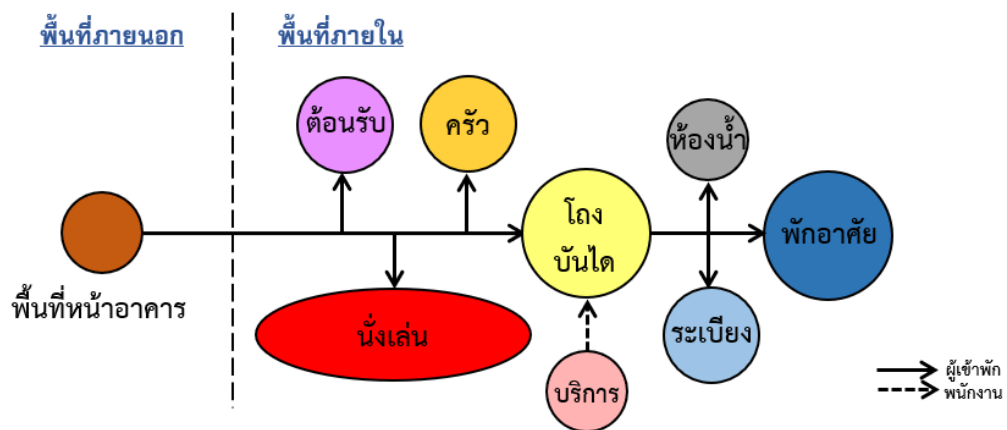 พื้นที่ภายนอก
พื้นที่ภายใน
ต้อนรับ
ครัว
ห้องน้ำ
โถง
บันได
พักอาศัย
พื้นที่หน้าอาคาร
นั่งเล่น
ระเบียง
บริการ
ผู้เข้าพัก
พนักงาน